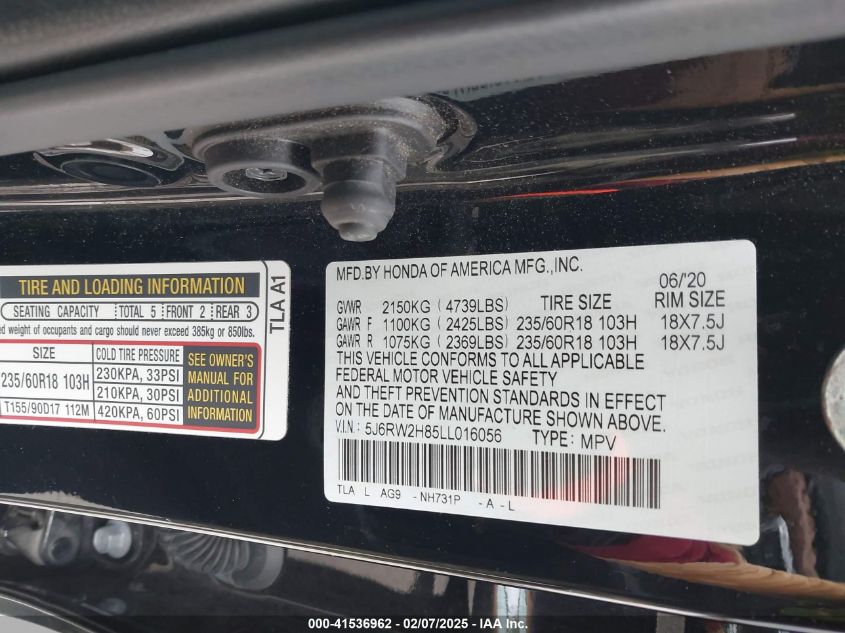 TIRE AND LOADING INFORMATION
SEATING CAPACITY TOTAL 5 FRONT 2 REAR 3
weight of occupants and cargo should never exceed 385kg or 850lbs.
SIZE COLD TIRE PRESSURE
235/60R18 103H 230KPA, 33PSI
210KPA, 30PSI
T155/90D17 112M 420KPA, 60PSI
SEE OWNER'S
MANUAL FOR
ADDITIONAL
INFORMATION
TLA A1
MFD.BY HONDA OF AMERICA MFG.,INC. 06/'20
GVWR 2150KG (4739LBS) TIRE SIZE RIM SIZE
GAWR F 1100KG (2425LBS) 235/60R18 103H 18X7.5J
GAWR R 1075KG (2369LBS) 235/60R18 103H 18X7.5J
THIS VEHICLE CONFORMS TO ALL APPLICABLE
FEDERAL MOTOR VEHICLE SAFETY
AND THEFT PREVENTION STANDARDS IN EFFECT
ON THE DATE OF MANUFACTURE SHOWN ABOVE.
V.I.N: 5J6RW2H85LL016056 TYPE: MPV
TLA L AG9 -NH731P -A -L
000-41536962 - 02/07/2025 - IAA Inc.